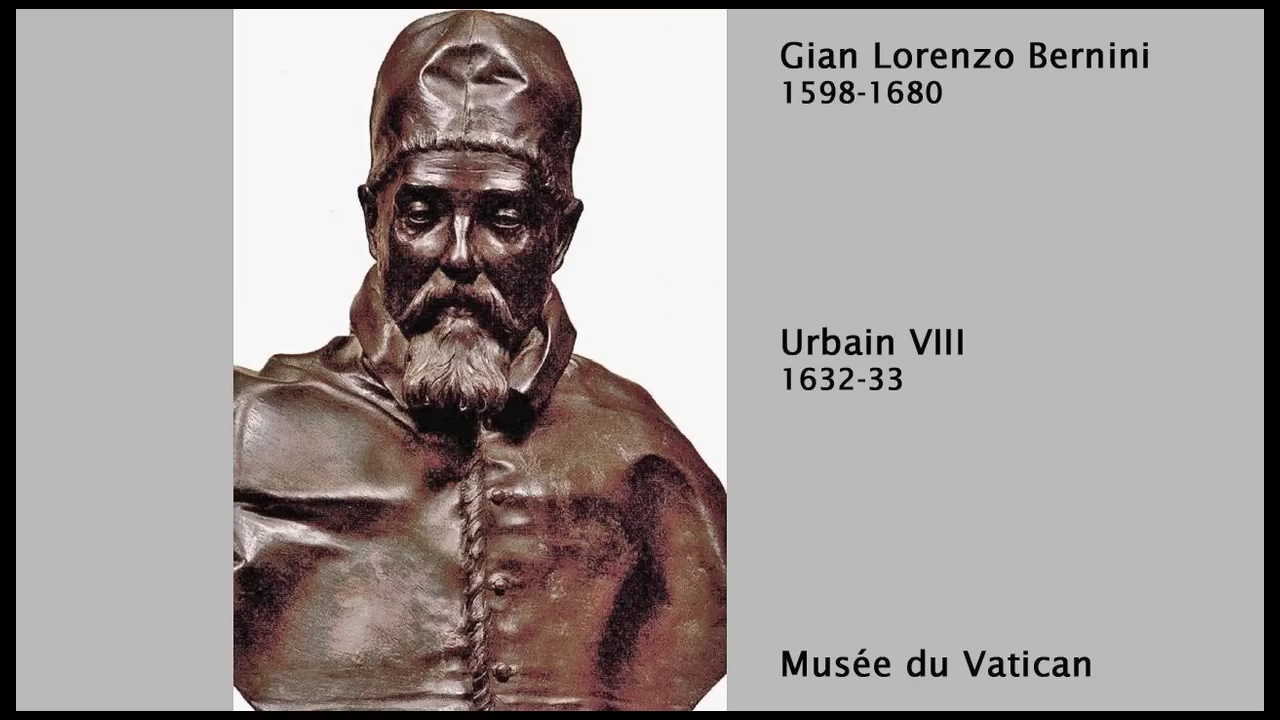 Gian Lorenzo Bernini
1598-1680
Urbain VIII
1632-33
Musée du Vatican